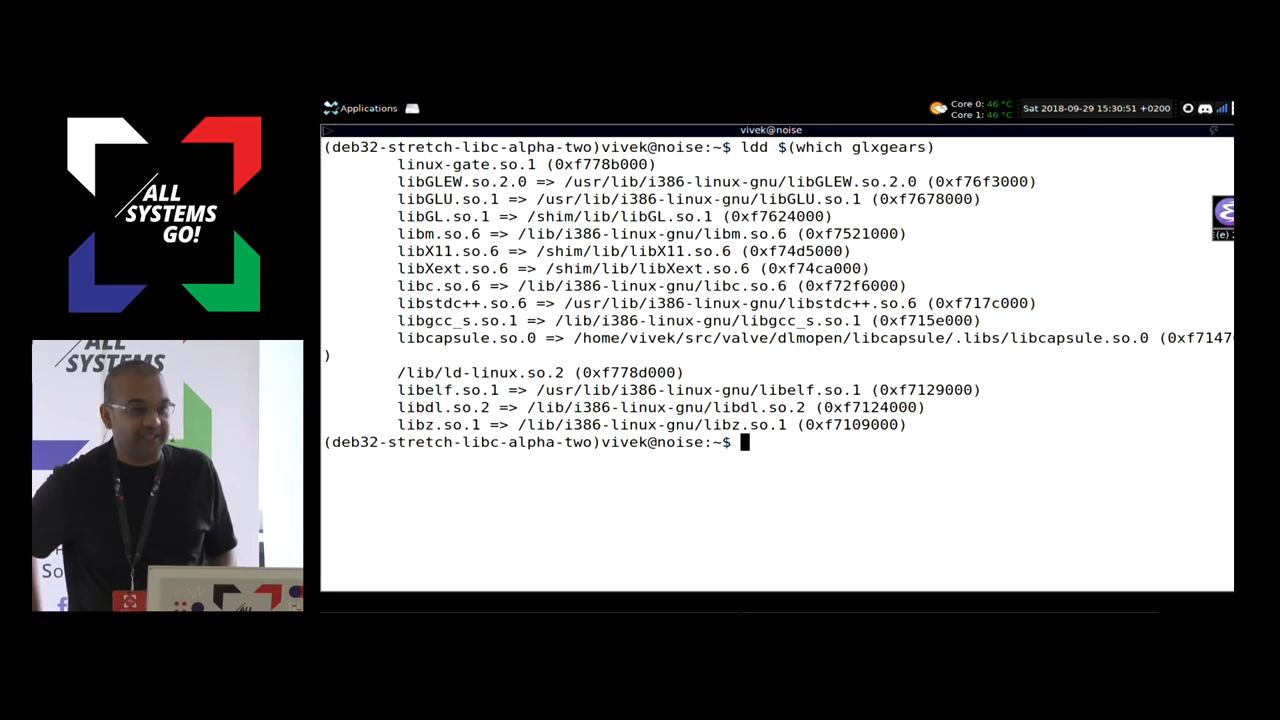 Applications
Core 0: 46 °C
Core 1: 46 °C
Sat 2018-09-29 15:30:51 +0200
vivek@noise
(deb32-stretch-libc-alpha-two)vivek@noise:~$ ldd $(which glxgears)
linux-gate.so.1 (0xf778b000)
libGLEW.so.2.0 => /usr/lib/i386-linux-gnu/libGLEW.so.2.0 (0xf76f3000)
libGLU.so.1 => /usr/lib/i386-linux-gnu/libGLU.so.1 (0xf7678000)
libGL.so.1 => /shim/lib/libGL.so.1 (0xf7624000)
libm.so.6 => /lib/i386-linux-gnu/libm.so.6 (0xf7521000)
libX11.so.6 => /shim/lib/libX11.so.6 (0xf74d5000)
libXext.so.6 => /shim/lib/libXext.so.6 (0xf74ca000)
libc.so.6 => /lib/i386-linux-gnu/libc.so.6 (0xf72f6000)
libstdc++.so.6 => /usr/lib/i386-linux-gnu/libstdc++.so.6 (0xf717c000)
libgcc_s.so.1 => /lib/i386-linux-gnu/libgcc_s.so.1 (0xf715e000)
libcapsule.so.0 => /home/vivek/src/valve/dlmopen/libcapsule/.libs/libcapsule.so.0 (0xf7147
)
/lib/ld-linux.so.2 (0xf778d000)
libelf.so.1 => /usr/lib/i386-linux-gnu/libelf.so.1 (0xf7129000)
libdl.so.2 => /lib/i386-linux-gnu/libdl.so.2 (0xf7124000)
libz.so.1 => /lib/i386-linux-gnu/libz.so.1 (0xf7109000)
(deb32-stretch-libc-alpha-two)vivek@noise:~$
ALL
SYSTEMS
GO!
ALL
SYSTEMS
So
ALL